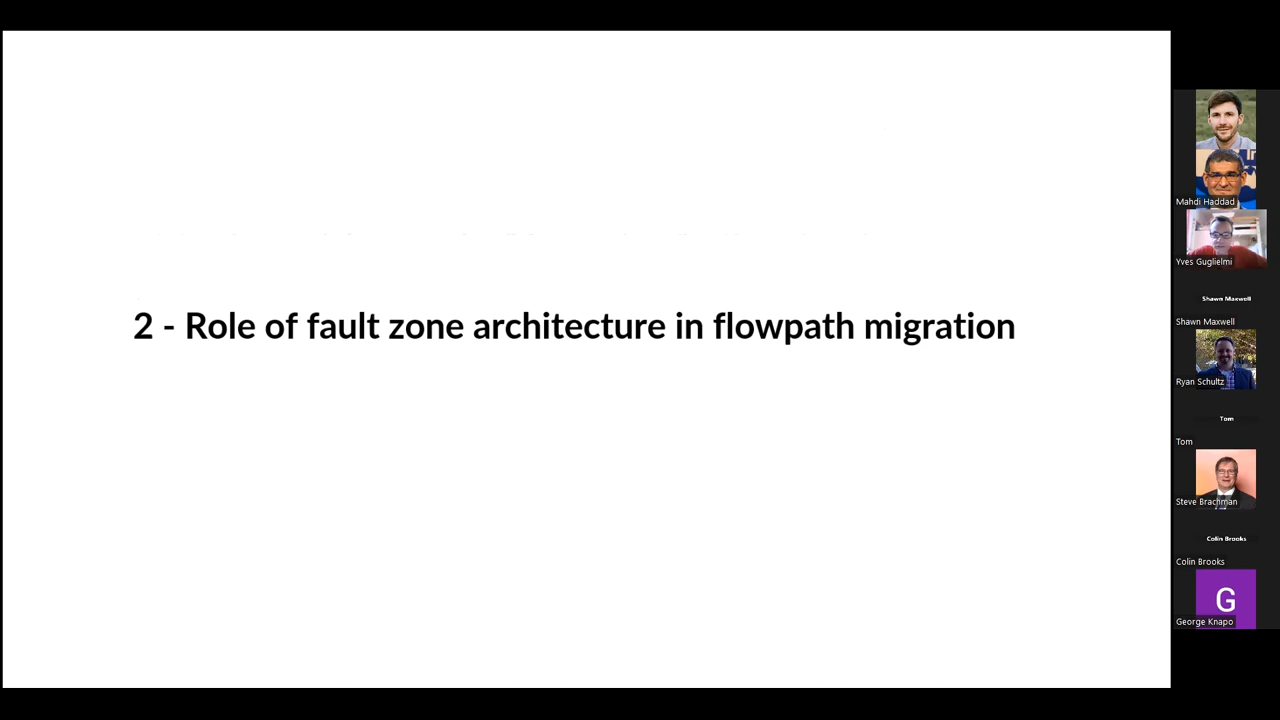 2 - Role of fault zone architecture in flowpath migration
Mahdi Haddad
Yves Guglielmi
Shawn Maxwell
Shawn Maxwell
Ryan Schultz
Tom
Tom
Steve Brachman
Colin Brooks
Colin Brooks
G
George Knapo